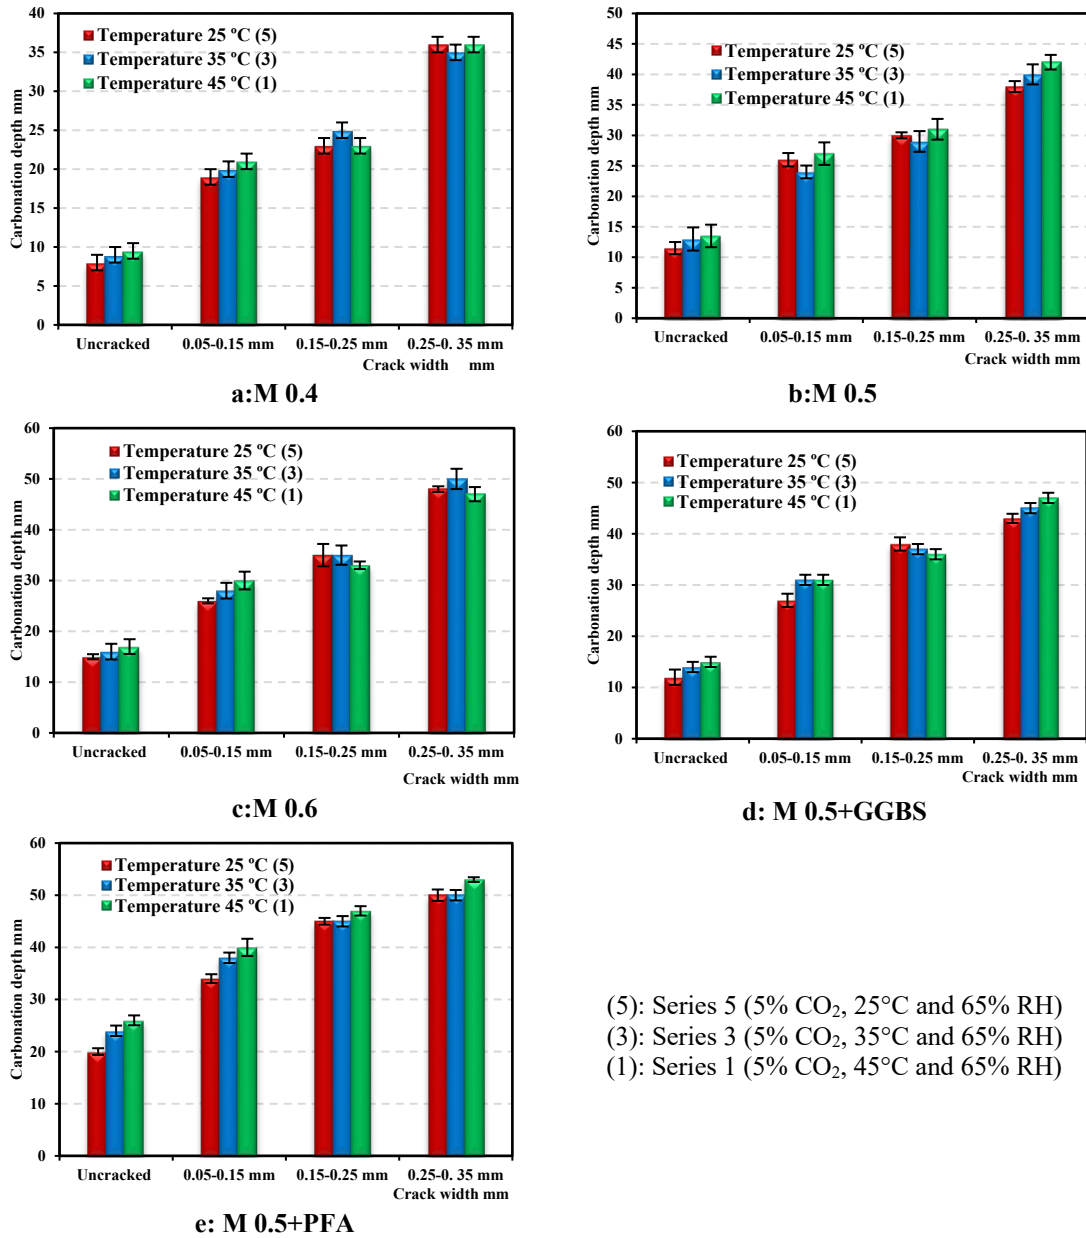 Carbonation depth mm
40
35
30
25
20
15
10
5
0
Temperature 25 ºC (5)
Temperature 35 ºC (3)
Temperature 45 ºC (1)
Uncracked 0.05-0.15 mm 0.15-0.25 mm 0.25-0. 35 mm
Crack width mm
a:M 0.4
Carbonation depth mm
50
45
40
35
30
25
20
15
10
5
0
Temperature 25 ºC (5)
Temperature 35 ºC (3)
Temperature 45 ºC (1)
Uncracked 0.05-0.15 mm 0.15-0.25 mm 0.25-0. 35 mm
Crack width mm
b:M 0.5
Carbonation depth mm
60
50
40
30
20
10
0
Temperature 25 ºC (5)
Temperature 35 ºC (3)
Temperature 45 ºC (1)
Uncracked 0.05-0.15 mm 0.15-0.25 mm 0.25-0. 35 mm
Crack width mm
c:M 0.6
Carbonation depth mm
60
50
40
30
20
10
0
Temperature 25 ºC (5)
Temperature 35 ºC (3)
Temperature 45 ºC (1)
Uncracked 0.05-0.15 mm 0.15-0.25 mm 0.25-0. 35 mm
Crack width mm
d: M 0.5+GGBS
Carbonation depth mm
60
50
40
30
20
10
0
Temperature 25 ºC (5)
Temperature 35 ºC (3)
Temperature 45 ºC (1)
Uncracked 0.05-0.15 mm 0.15-0.25 mm 0.25-0. 35 mm
Crack width mm
e: M 0.5+PFA
(5): Series 5 (5% CO₂, 25°C and 65% RH)
(3): Series 3 (5% CO₂, 35°C and 65% RH)
(1): Series 1 (5% CO₂, 45°C and 65% RH)